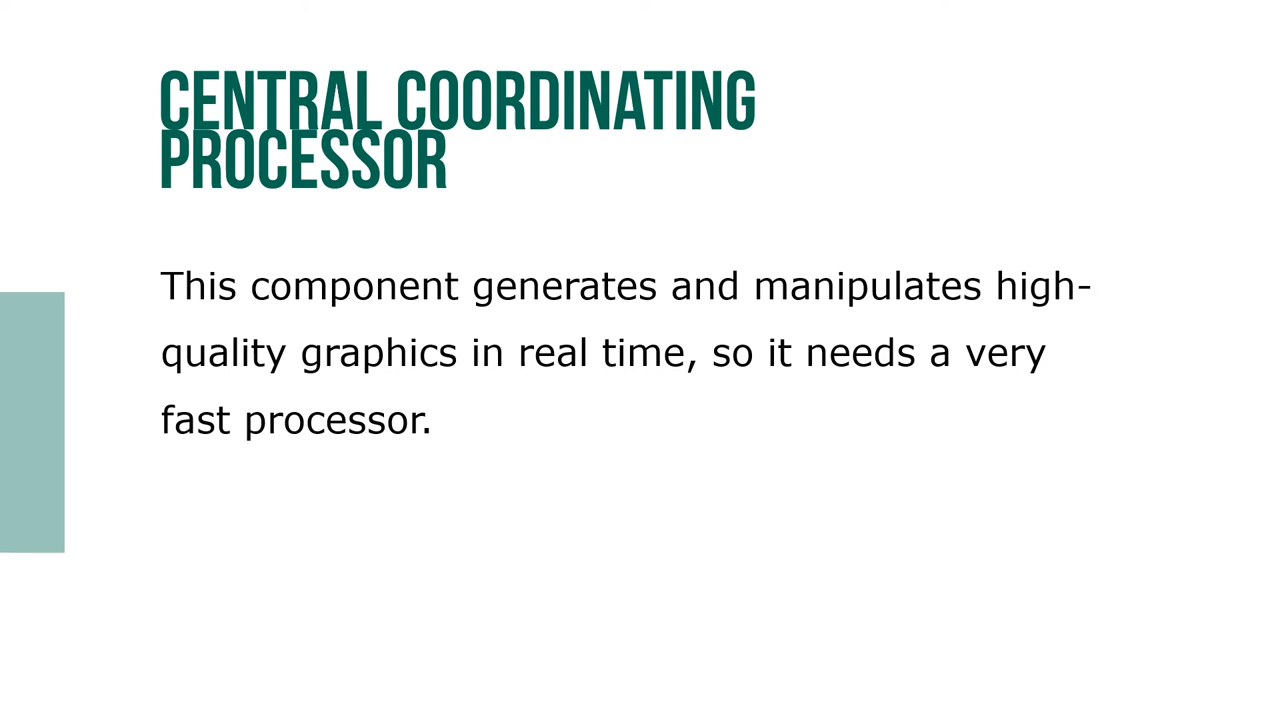 CENTRAL COORDINATING
PROCESSOR
This component generates and manipulates high-
quality graphics in real time, so it needs a very
fast processor.